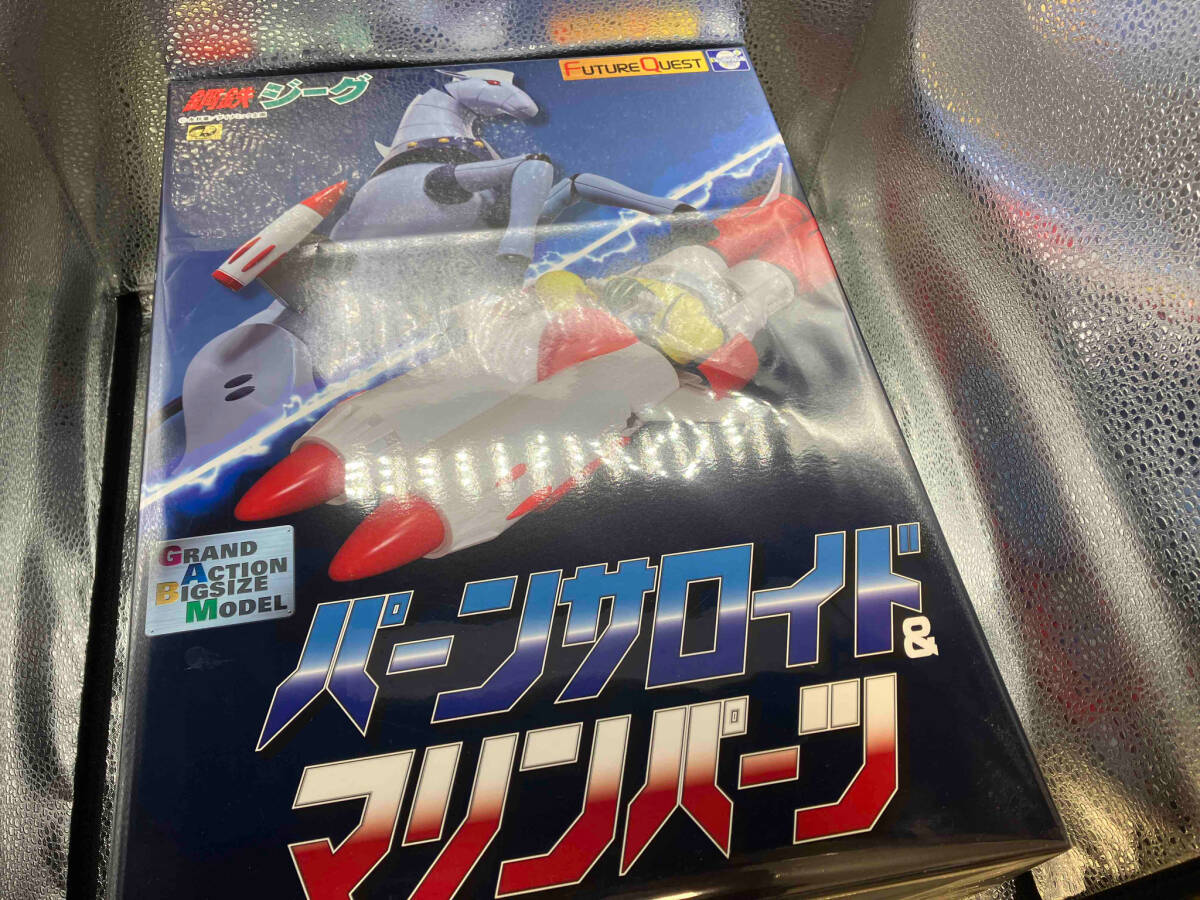 鋼鉄ジーグ
FUTURE QUEST
GRAND
ACTION
BIGSIZE
MODEL
パーンサロイド
&
マリンパーツ